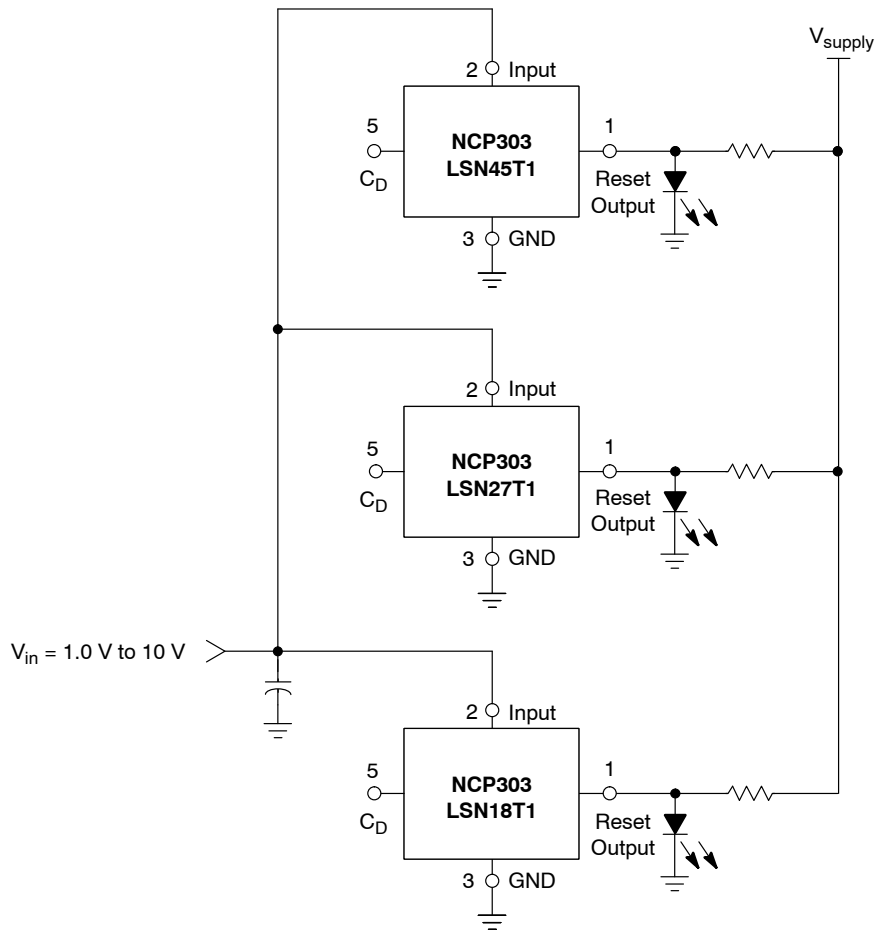 V_supply
2 Input
5
NCP303
LSN45T1
1
C_D
Reset
Output
3 GND
2 Input
5
NCP303
LSN27T1
1
C_D
Reset
Output
3 GND
V_in = 1.0 V to 10 V
2 Input
5
NCP303
LSN18T1
1
C_D
Reset
Output
3 GND